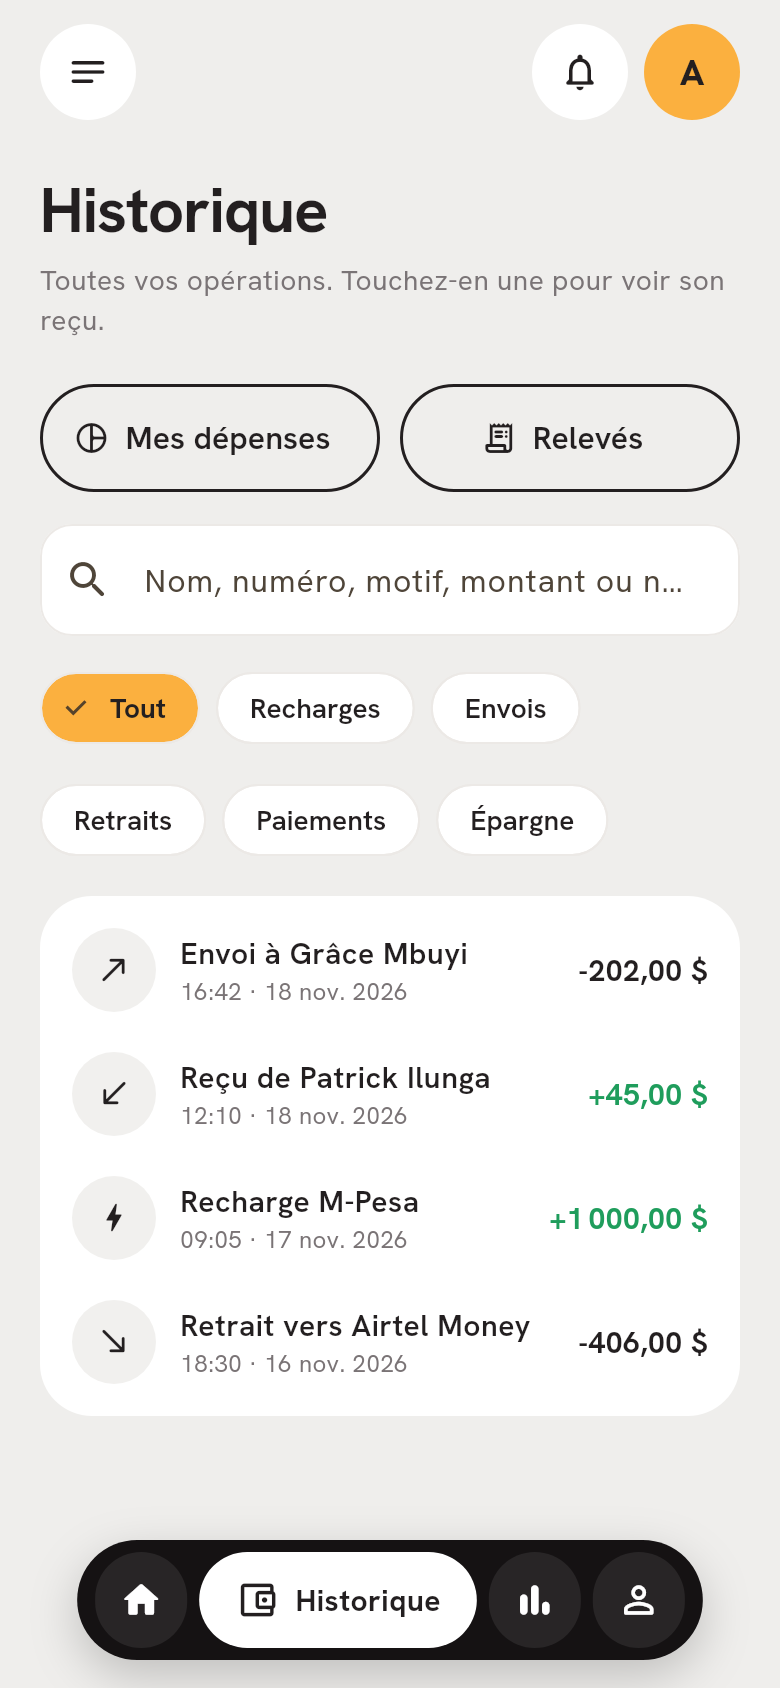 A
Historique
Toutes vos opérations. Touchez-en une pour voir son
reçu.
Mes dépenses
Relevés
Nom, numéro, motif, montant ou n…
Tout
Recharges
Envois
Retraits
Paiements
Épargne
Envoi à Grâce Mbuyi
-202,00 $
16:42 · 18 nov. 2026
Reçu de Patrick Ilunga
+45,00 $
12:10 · 18 nov. 2026
Recharge M-Pesa
+1 000,00 $
09:05 · 17 nov. 2026
Retrait vers Airtel Money
-406,00 $
18:30 · 16 nov. 2026
Historique